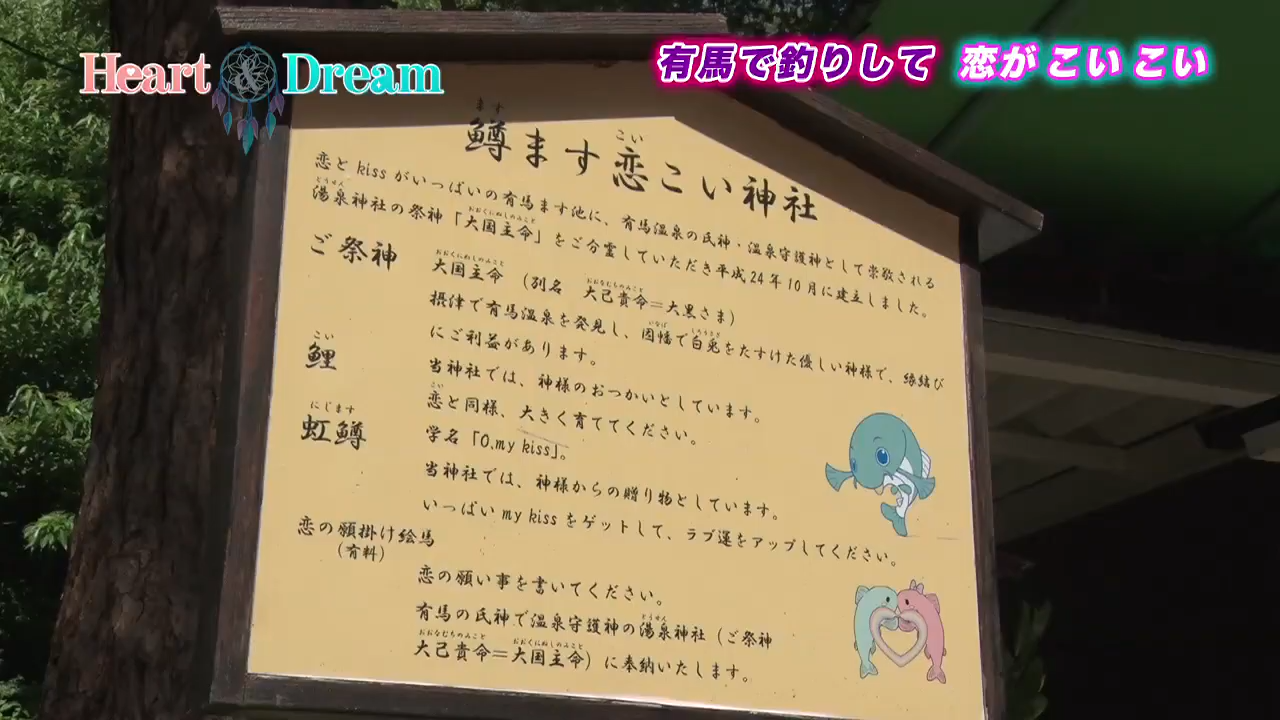 Heart & Dream
有馬で釣りして 恋がこいこい
鱒ます恋こい神社
恋と kiss がいっぱいの有馬ます池に、有馬温泉の氏神・温泉守護神として崇敬される
湯泉神社の祭神「大国主命」をご分霊していただき平成24年10月に建立しました。
ご祭神
大国主命 (別名 大己貴命=大黒さま)
摂津で有馬温泉を発見し、因幡で白兎をたすけた優しい神様で、縁結び
にご利益があります。
鯉
当神社では、神様のおつかいとしています。
恋と同様、大きく育ててください。
虹鱒
学名「O.my kiss」。
当神社では、神様からの贈り物としています。
いっぱい my kiss をゲットして、ラブ運をアップしてください。
恋の願掛け絵馬
(有料)
恋の願い事を書いてください。
有馬の氏神で温泉守護神の湯泉神社(ご祭神
大己貴命=大国主命)に奉納いたします。